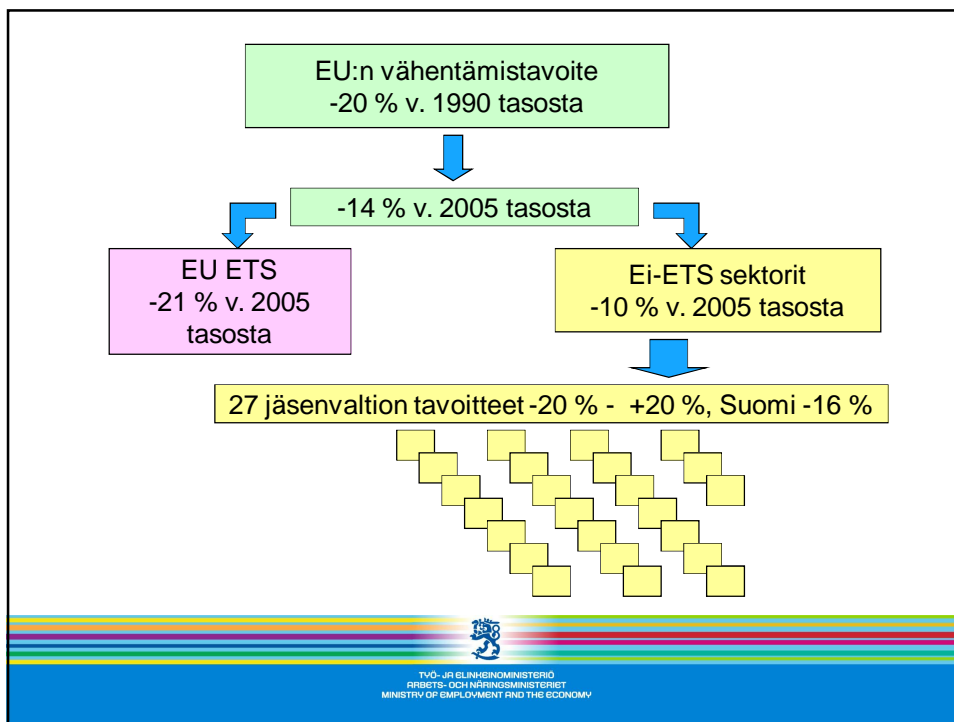 EU:n vähentämistavoite
-20 % v. 1990 tasosta
-14 % v. 2005 tasosta
EU ETS
-21 % v. 2005
tasosta
Ei-ETS sektorit
-10 % v. 2005 tasosta
27 jäsenvaltion tavoitteet -20 % - +20 %, Suomi -16 %
TYÖ- JA ELINKEINOMINISTERIÖ
ARBETS- OCH NÄRINGSMINISTERIET
MINISTRY OF EMPLOYMENT AND THE ECONOMY